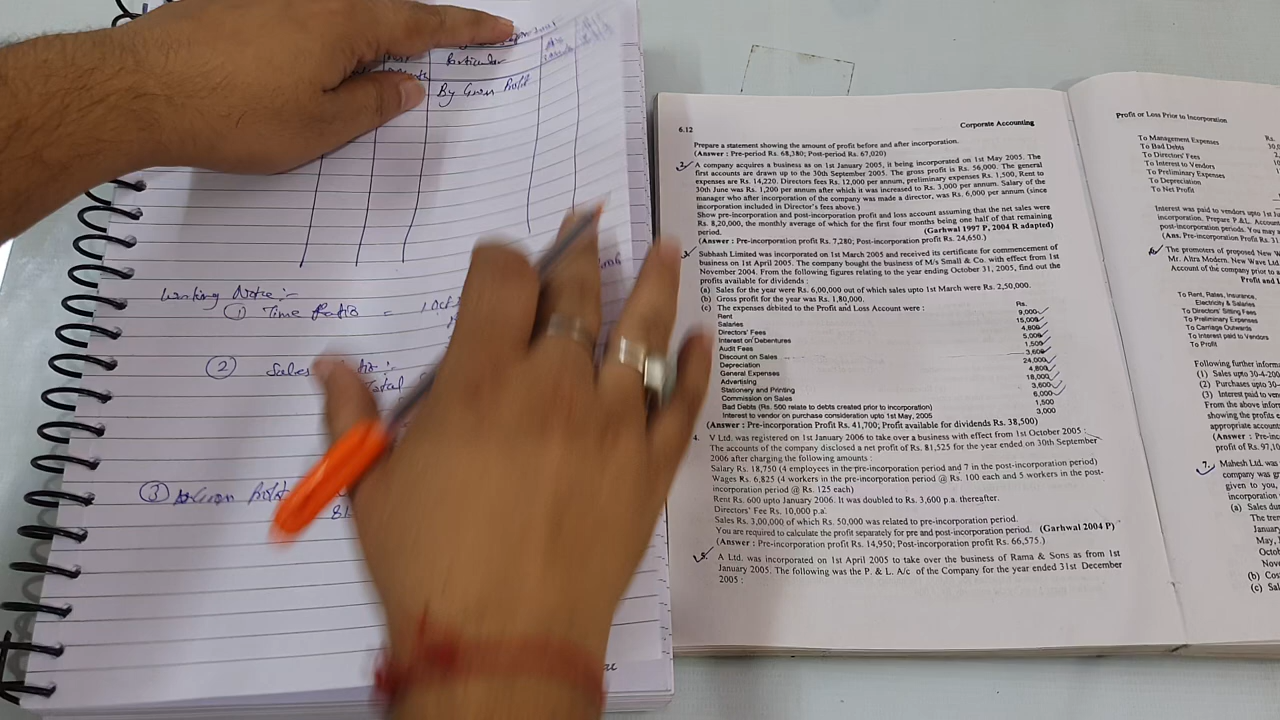 Particular
By Gross Profit
Working Note :-
① Time Ratio = 1 Oct
②
Total
③ Gross Profit
81
6.12
Corporate Accounting
Prepare a statement showing the amount of profit before and after incorporation.
(Answer : Pre-period Rs. 68,380; Post-period Rs. 67,020)
A company acquires a business as on 1st January 2005, it being incorporated on 1st May 2005. The
first accounts are drawn up to the 30th September 2005. The gross profit is Rs. 56,000. The general
expenses are Rs. 14,220. Directors fees Rs. 12,000 per annum, preliminary expenses Rs. 1,500, Rent to
30th June was Rs. 1,200 per annum after which it was increased to Rs. 3,000 per annum. Salary of the
manager who after incorporation of the company was made a director, was Rs. 6,000 per annum (since
incorporation included in Director's fees above.)
Show pre-incorporation and post-incorporation profit and loss account assuming that the net sales were
Rs. 8,20,000, the monthly average of which for the first four months being one half of that remaining
period.
(Garhwal 1997 P, 2004 R adapted)
(Answer : Pre-incorporation profit Rs. 7,280; Post-incorporation profit Rs. 24,650.)
Subhash Limited was incorporated on 1st March 2005 and received its certificate for commencement of
business on 1st April 2005. The company bought the business of M/s Small & Co. with effect from 1st
November 2004. From the following figures relating to the year ending October 31, 2005, find out the
profits available for dividends :
(a) Sales for the year were Rs. 6,00,000 out of which sales upto 1st March were Rs. 2,50,000.
(b) Gross profit for the year was Rs. 1,80,000.
(c) The expenses debited to the Profit and Loss Account were :
Rs.
Rent 9,000
Salaries 15,000
Directors' Fees 4,800
Interest on Debentures 5,000
Audit Fees 1,500
Discount on Sales 3,600
Depreciation 24,000
General Expenses 4,800
Advertising 18,000
Stationery and Printing 3,600
Commission on Sales 6,000
Bad Debts (Rs. 500 relate to debts created prior to incorporation) 1,500
Interest to vendor on purchase consideration upto 1st May, 2005 3,000
(Answer : Pre-incorporation Profit Rs. 41,700; Profit available for dividends Rs. 38,500)
4. V Ltd. was registered on 1st January 2006 to take over a business with effect from 1st October 2005 :
The accounts of the company disclosed a net profit of Rs. 81,525 for the year ended on 30th September
2006 after charging the following amounts :
Salary Rs. 18,750 (4 employees in the pre-incorporation period and 7 in the post-incorporation period)
Wages Rs. 6,825 (4 workers in the pre-incorporation period @ Rs. 100 each and 5 workers in the post-
incorporation period @ Rs. 125 each)
Rent Rs. 600 upto January 2006. It was doubled to Rs. 3,600 p.a. thereafter.
Directors' Fee Rs. 10,000 p.a.
Sales Rs. 3,00,000 of which Rs. 50,000 was related to pre-incorporation period.
You are required to calculate the profit separately for pre and post-incorporation period. (Garhwal 2004 P)
(Answer : Pre-incorporation profit Rs. 14,950; Post-incorporation profit Rs. 66,575.)
A Ltd. was incorporated on 1st April 2005 to take over the business of Rama & Sons as from 1st
January 2005. The following was the P. & L. A/c of the Company for the year ended 31st December
2005 :
Profit or Loss Prior to Incorporation
Rs.
To Management Expenses
To Bad Debts
To Directors' Fees
To Interest to Vendors
To Preliminary Expenses
To Depreciation
To Net Profit
Interest was paid to vendors upto 1st
incorporation. Prepare P.&L. Account
post-incorporation periods. You may
(Ans. Pre-incorporation Profit Rs.
The promoters of proposed New
Mr. Altra Modern. New Wave Ltd.
Account of the company prior to
Profit and
To Rent, Rates, Insurance,
Electricity & Salaries
To Directors' Sitting Fees
To Preliminary Expenses
To Carriage Outwards
To Interest paid to Vendors
To Profit
Following further
(1) Sales upto 30-4-200
(2) Purchases upto 30-
(3) Interest paid to
From the above
showing the profits
appropriate
(Answer :
profit of Rs. 97,10
Mahesh Ltd. was
company was
given to you,
incorporation
(a) Sales
The
January
May,
(b)
(c)